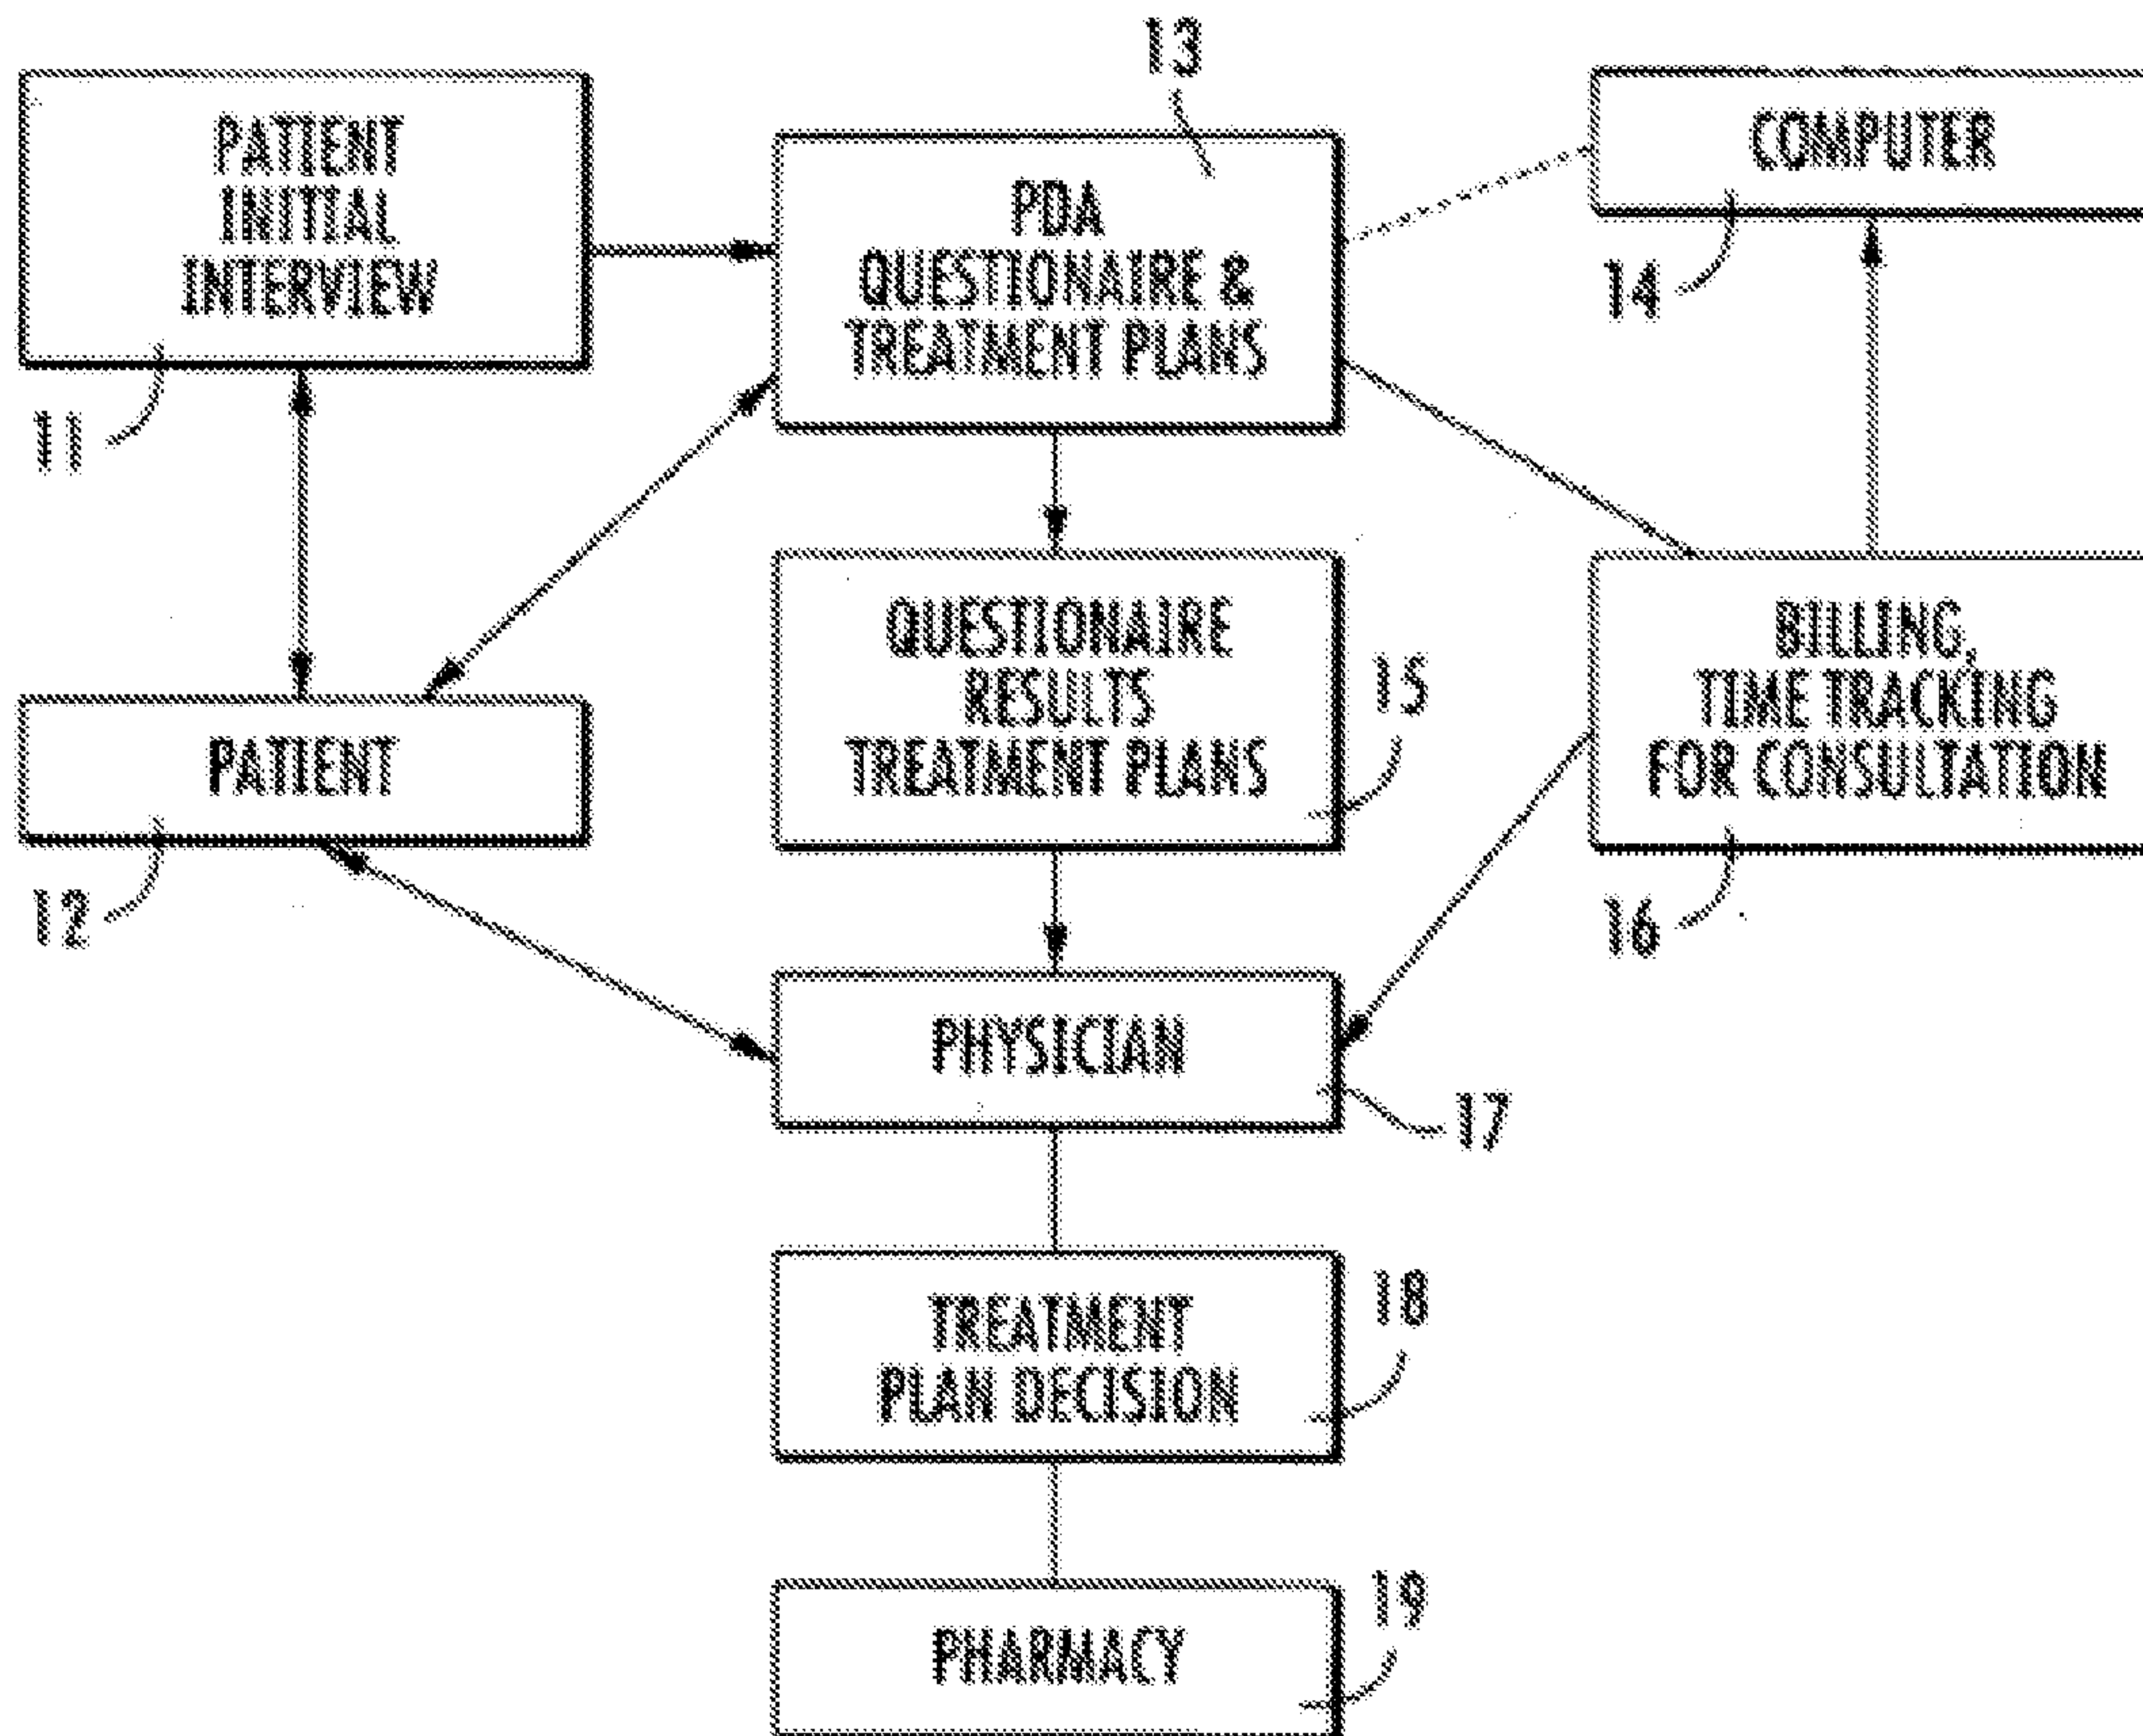 13
PATIENT
INITIAL
INTERVIEW
11
PDA
QUESTIONAIRE &
TREATMENT PLANS
COMPUTER
14
PATIENT
12
QUESTIONAIRE
RESULTS
TREATMENT PLANS
15
BILLING,
TIME TRACKING
FOR CONSULTATION
16
PHYSICIAN
17
TREATMENT
PLAN DECISION
18
PHARMACY
19